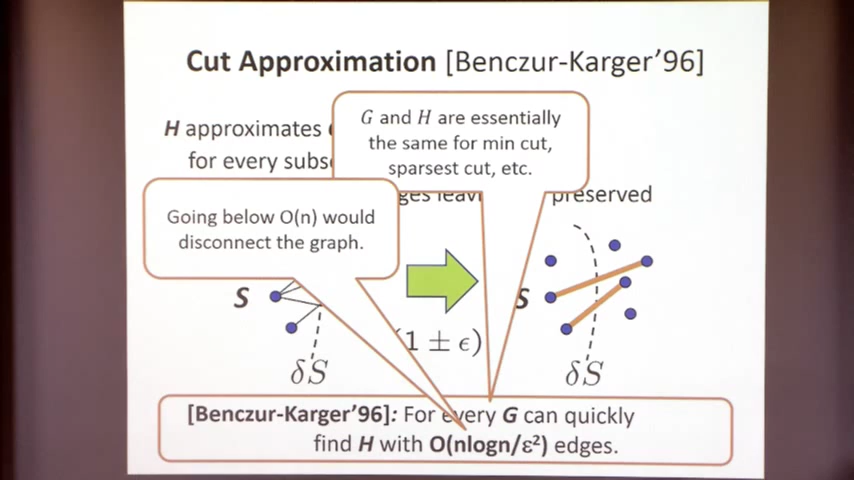 Cut Approximation [Benczur-Karger'96]
G and H are essentially
the same for min cut,
sparsest cut, etc.
H approximates
for every subs
ges leavi preserved
Going below O(n) would
disconnect the graph.
S
S
(1 ± ϵ)
δS
δS
[Benczur-Karger'96]: For every G can quickly
find H with O(nlogn/ε²) edges.